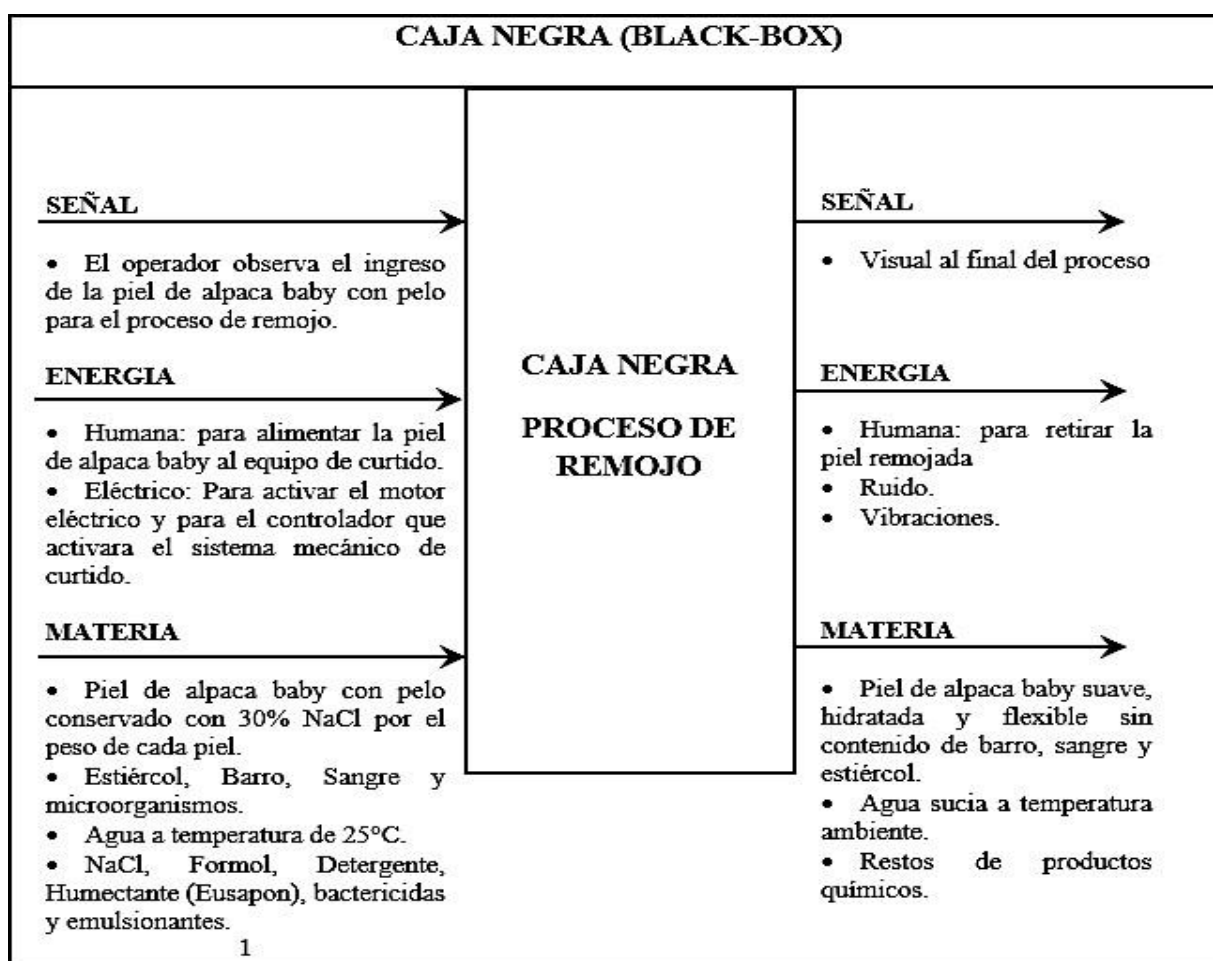 CAJA NEGRA (BLACK-BOX)
SEÑAL
• El operador observa el ingreso
de la piel de alpaca baby con pelo
para el proceso de remojo.
ENERGIA
• Humana: para alimentar la piel
de alpaca baby al equipo de curtido.
• Eléctrico: Para activar el motor
eléctrico y para el controlador que
activara el sistema mecánico de
curtido.
MATERIA
• Piel de alpaca baby con pelo
conservado con 30% NaCl por el
peso de cada piel.
• Estiércol, Barro, Sangre y
microorganismos.
• Agua a temperatura de 25°C.
• NaCl, Formol, Detergente,
Humectante (Eusapon), bactericidas
y emulsionantes.
1
CAJA NEGRA
PROCESO DE
REMOJO
SEÑAL
• Visual al final del proceso
ENERGIA
• Humana: para retirar la
piel remojada
• Ruido.
• Vibraciones.
MATERIA
• Piel de alpaca baby suave,
hidratada y flexible sin
contenido de barro, sangre y
estiércol.
• Agua sucia a temperatura
ambiente.
• Restos de productos
químicos.